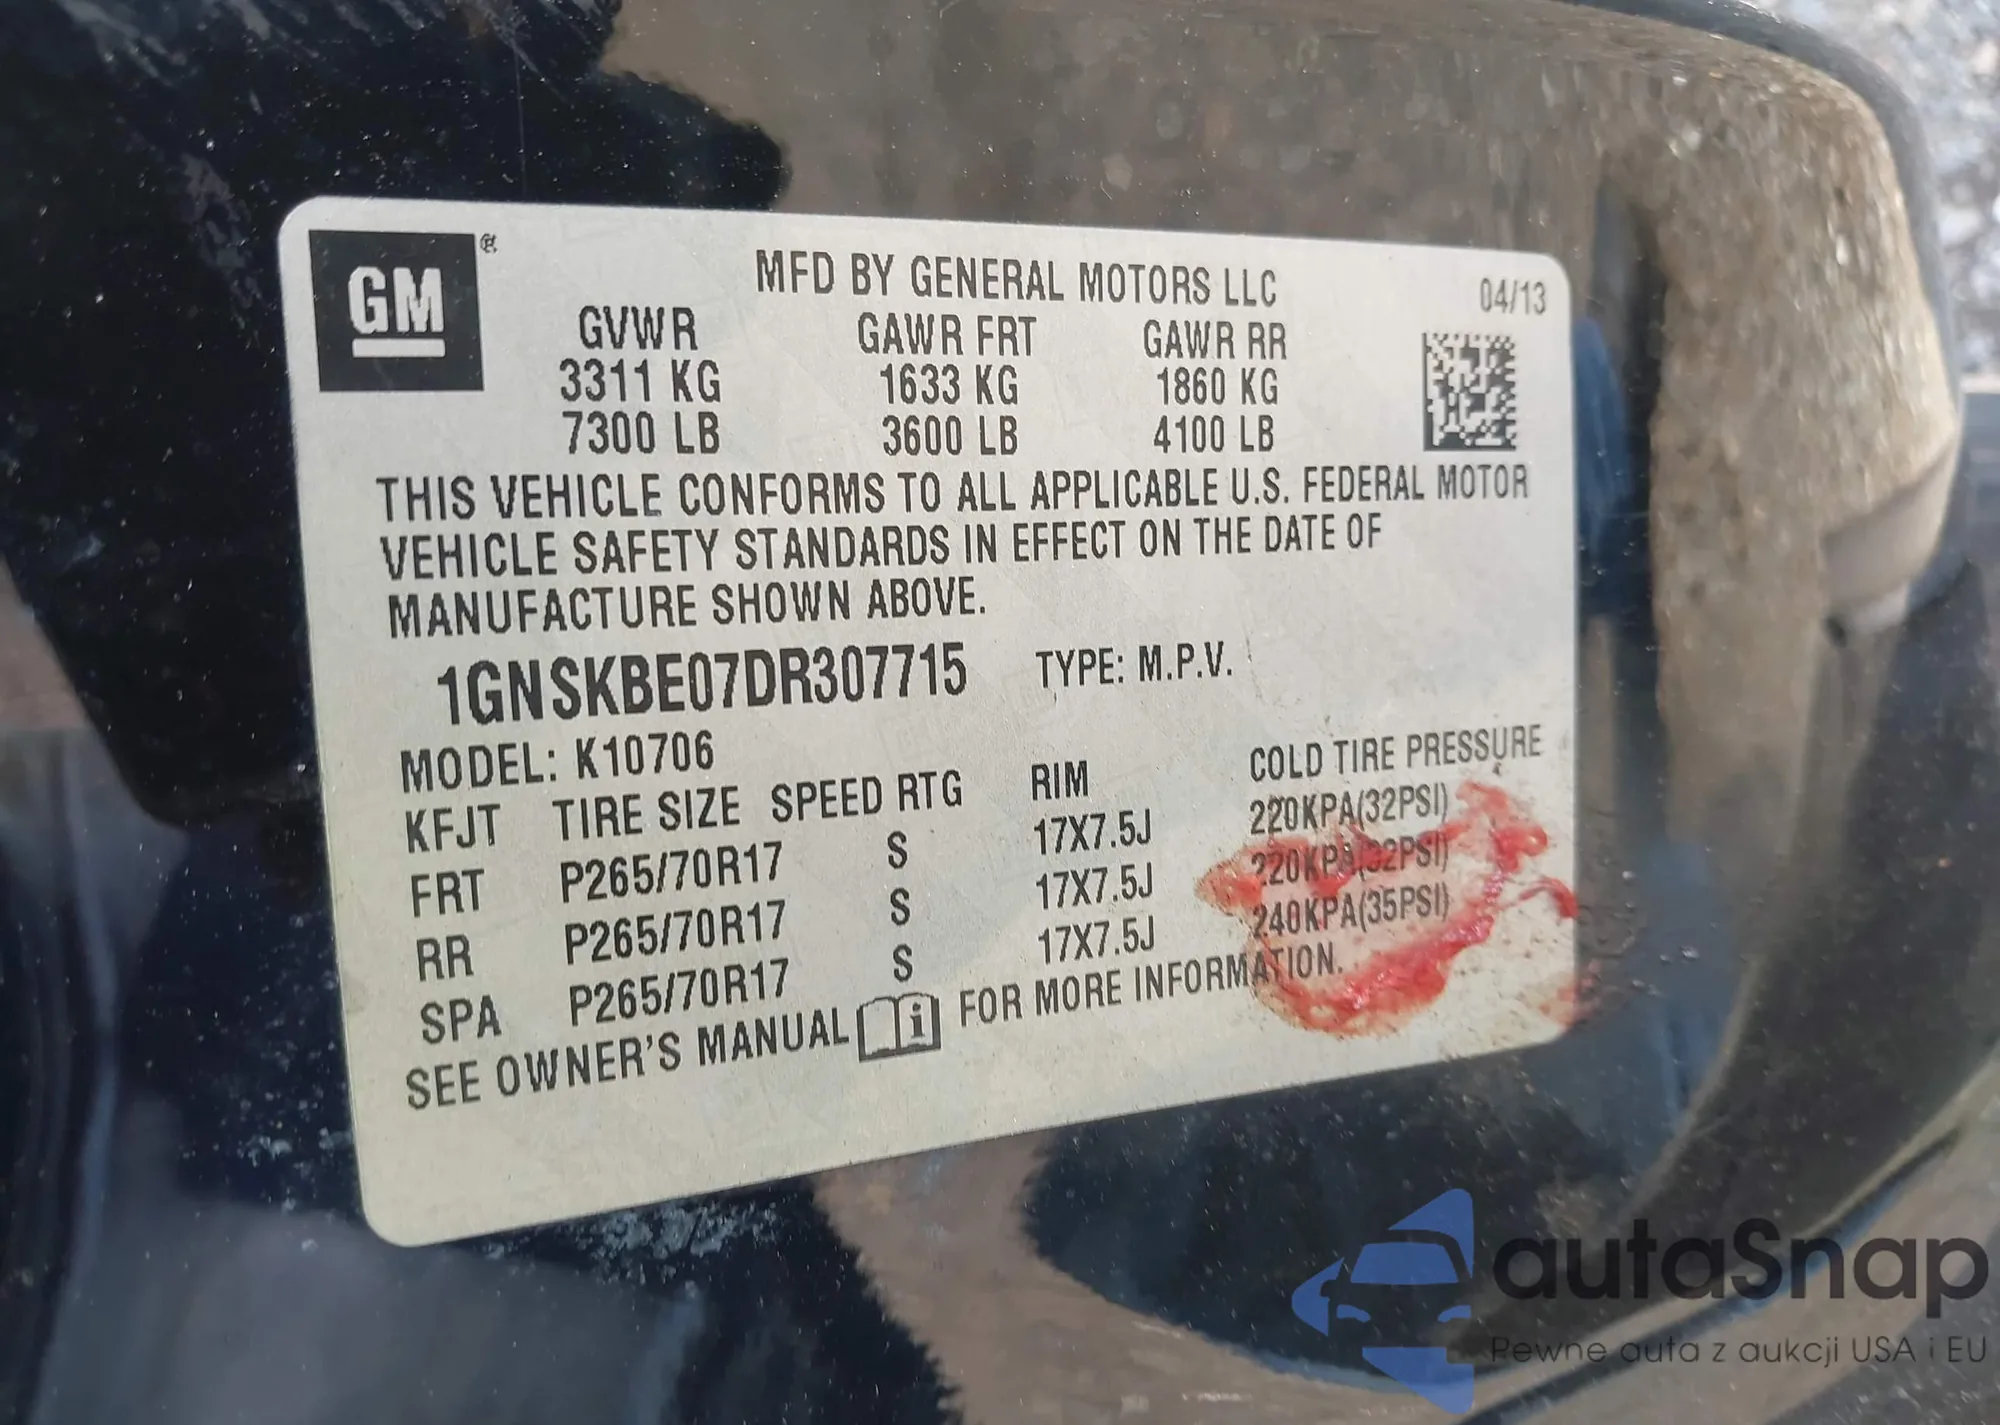 GM®
MFD BY GENERAL MOTORS LLC
04/13
GVWR GAWR FRT GAWR RR
3311 KG 1633 KG 1860 KG
7300 LB 3600 LB 4100 LB
THIS VEHICLE CONFORMS TO ALL APPLICABLE U.S. FEDERAL MOTOR
VEHICLE SAFETY STANDARDS IN EFFECT ON THE DATE OF
MANUFACTURE SHOWN ABOVE.
1GNSKBE07DR307715 TYPE: M.P.V.
MODEL: K10706
KFJT TIRE SIZE SPEED RTG RIM COLD TIRE PRESSURE
FRT P265/70R17 S 17X7.5J 220KPA(32PSI)
RR P265/70R17 S 17X7.5J 220KPA(32PSI)
SPA P265/70R17 S 17X7.5J 240KPA(35PSI)
SEE OWNER'S MANUAL i FOR MORE INFORMATION.
autaSnap
Pewne auta z aukcji USA i EU